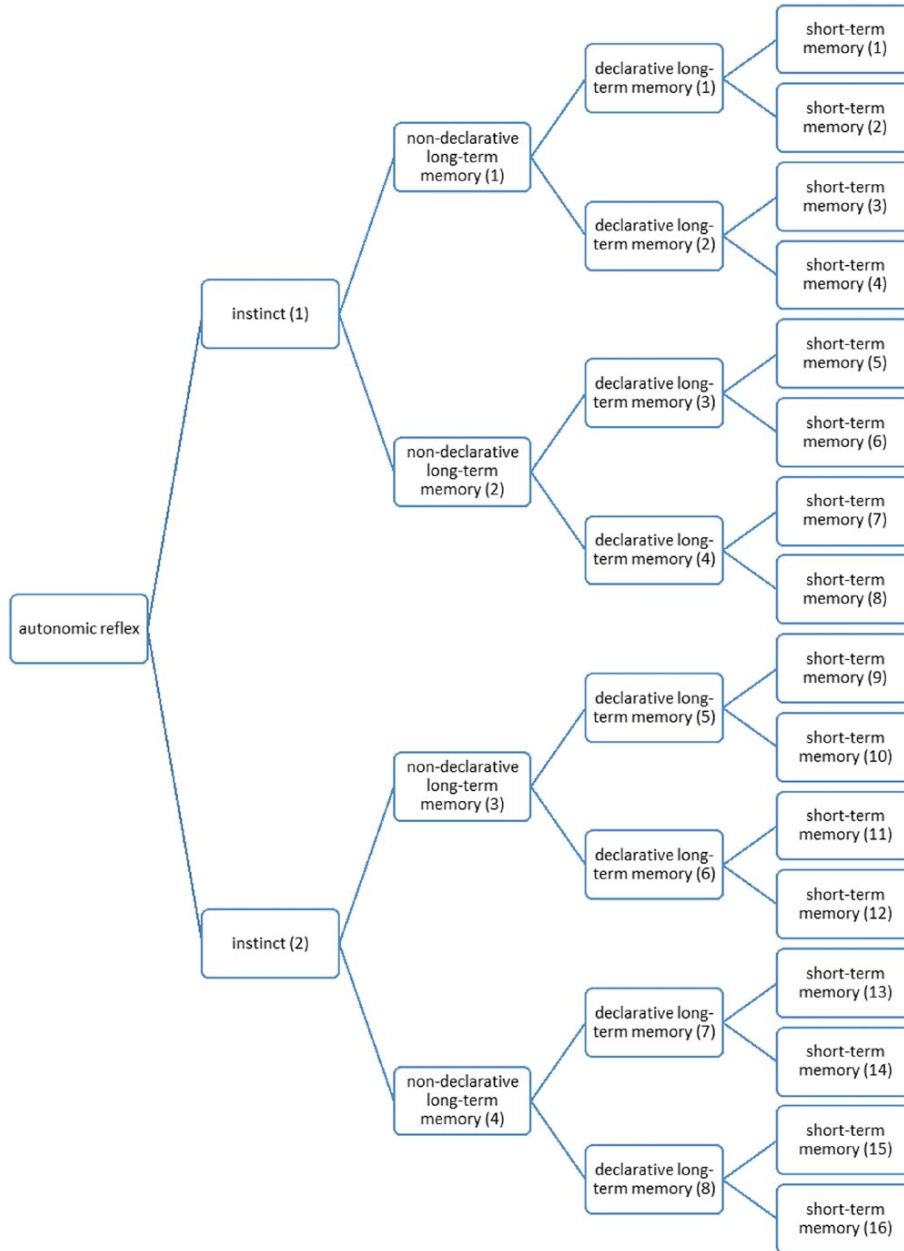 autonomic reflex
instinct (1)
instinct (2)
non-declarative
long-term
memory (1)
non-declarative
long-term
memory (2)
non-declarative
long-term
memory (3)
non-declarative
long-term
memory (4)
declarative long-
term memory (1)
declarative long-
term memory (2)
declarative long-
term memory (3)
declarative long-
term memory (4)
declarative long-
term memory (5)
declarative long-
term memory (6)
declarative long-
term memory (7)
declarative long-
term memory (8)
short-term
memory (1)
short-term
memory (2)
short-term
memory (3)
short-term
memory (4)
short-term
memory (5)
short-term
memory (6)
short-term
memory (7)
short-term
memory (8)
short-term
memory (9)
short-term
memory (10)
short-term
memory (11)
short-term
memory (12)
short-term
memory (13)
short-term
memory (14)
short-term
memory (15)
short-term
memory (16)